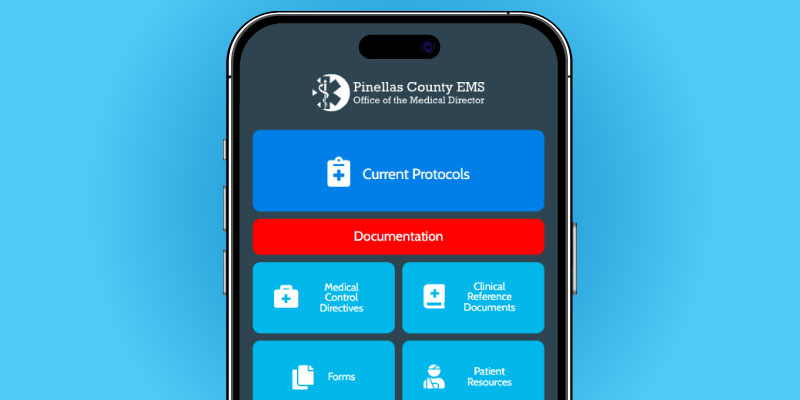 Pinellas County EMS
Office of the Medical Director
Current Protocols
Documentation
Medical
Control
Directives
Clinical
Reference
Documents
Forms
Patient
Resources